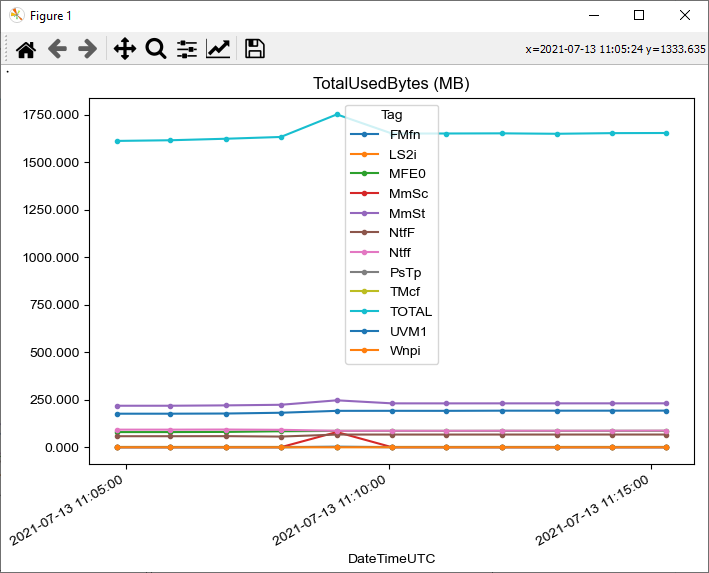 Figure 1
x=2021-07-13 11:05:24 y=1333.635
TotalUsedBytes (MB)
1750.000
1500.000
1250.000
1000.000
750.000
500.000
250.000
0.000
Tag
FMfn
LS2i
MFE0
MmSc
MmSt
NtfF
Ntff
PsTp
TMcf
TOTAL
UVM1
Wnpi
2021-07-13 11:05:00
2021-07-13 11:10:00
2021-07-13 11:15:00
DateTimeUTC